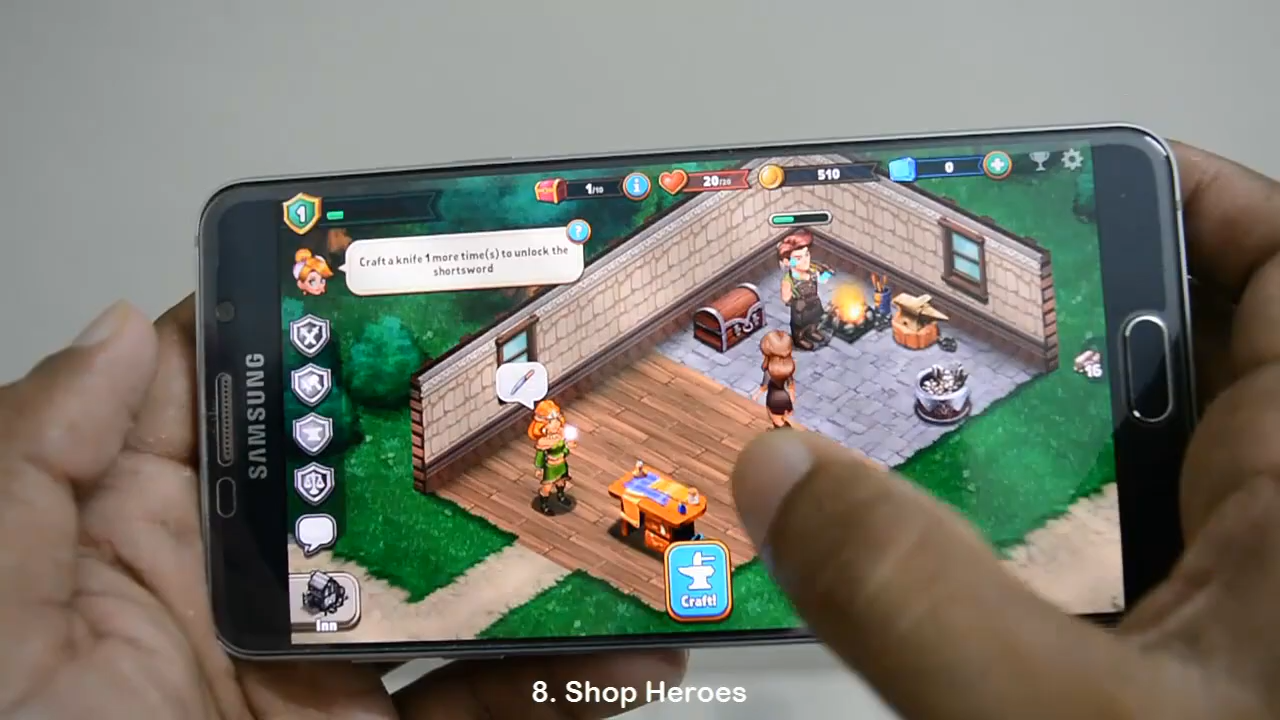 1
1/10
20/20
510
0
Craft a knife 1 more time(s) to unlock the
shortsword
?
SAMSUNG
16
Craft!
Inn
8. Shop Heroes